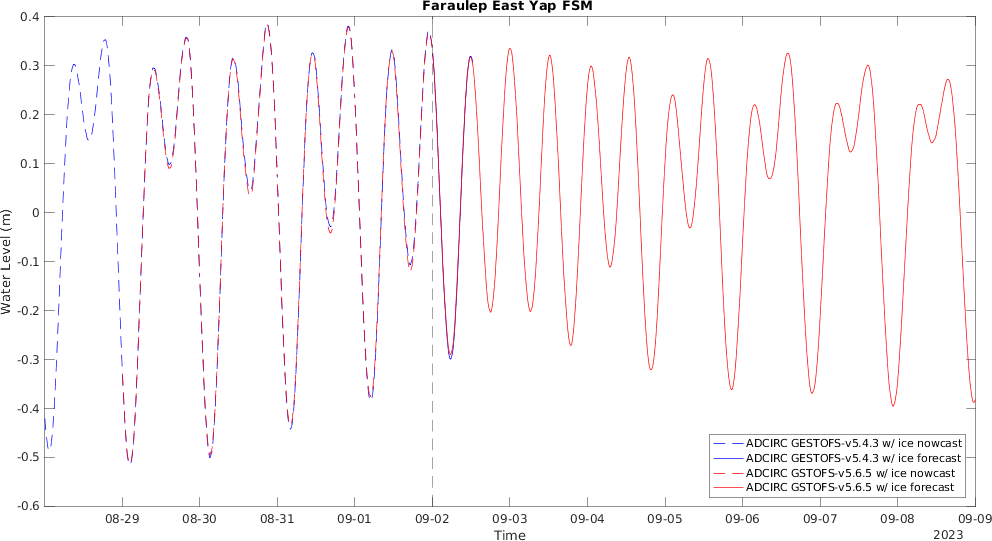 Faraulep East Yap FSM
Water Level (m)
0.4
0.3
0.2
0.1
0
-0.1
-0.2
-0.3
-0.4
-0.5
-0.6
ADCIRC GESTOFS-v5.4.3 w/ ice nowcast
ADCIRC GESTOFS-v5.4.3 w/ ice forecast
ADCIRC GSTOFS-v5.6.5 w/ ice nowcast
ADCIRC GSTOFS-v5.6.5 w/ ice forecast
08-29 08-30 08-31 09-01 09-02 09-03 09-04 09-05 09-06 09-07 09-08 09-09
Time
2023